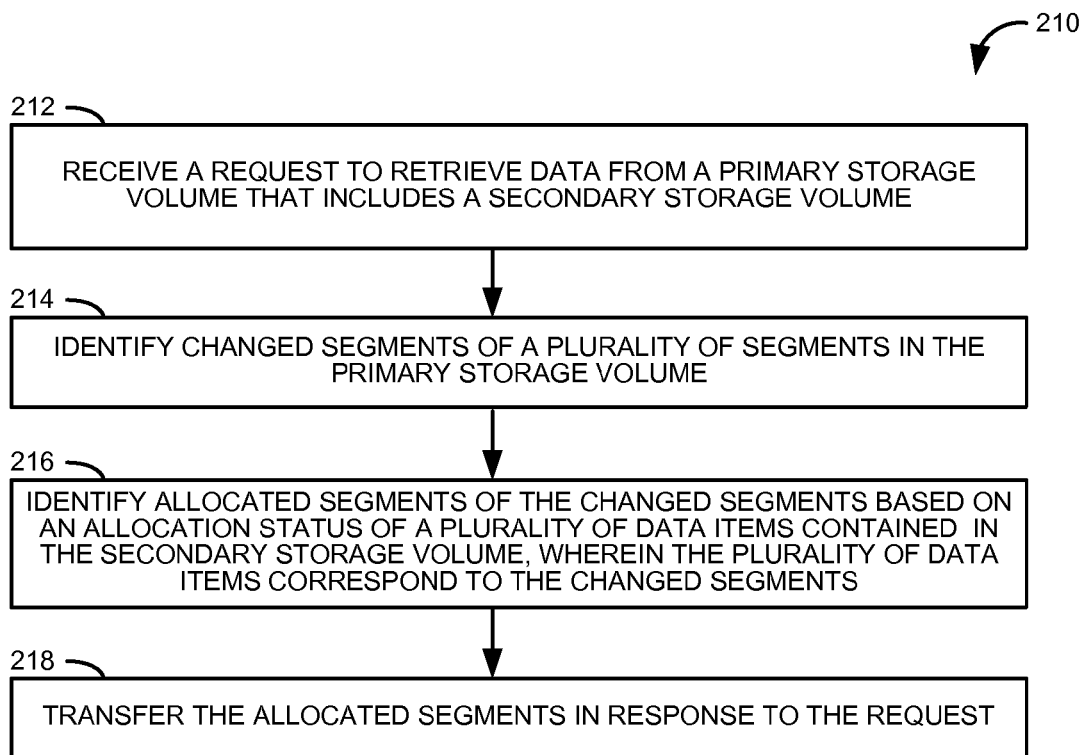 210
212
RECEIVE A REQUEST TO RETRIEVE DATA FROM A PRIMARY STORAGE
VOLUME THAT INCLUDES A SECONDARY STORAGE VOLUME
214
IDENTIFY CHANGED SEGMENTS OF A PLURALITY OF SEGMENTS IN THE
PRIMARY STORAGE VOLUME
216
IDENTIFY ALLOCATED SEGMENTS OF THE CHANGED SEGMENTS BASED ON
AN ALLOCATION STATUS OF A PLURALITY OF DATA ITEMS CONTAINED IN
THE SECONDARY STORAGE VOLUME, WHEREIN THE PLURALITY OF DATA
ITEMS CORRESPOND TO THE CHANGED SEGMENTS
218
TRANSFER THE ALLOCATED SEGMENTS IN RESPONSE TO THE REQUEST